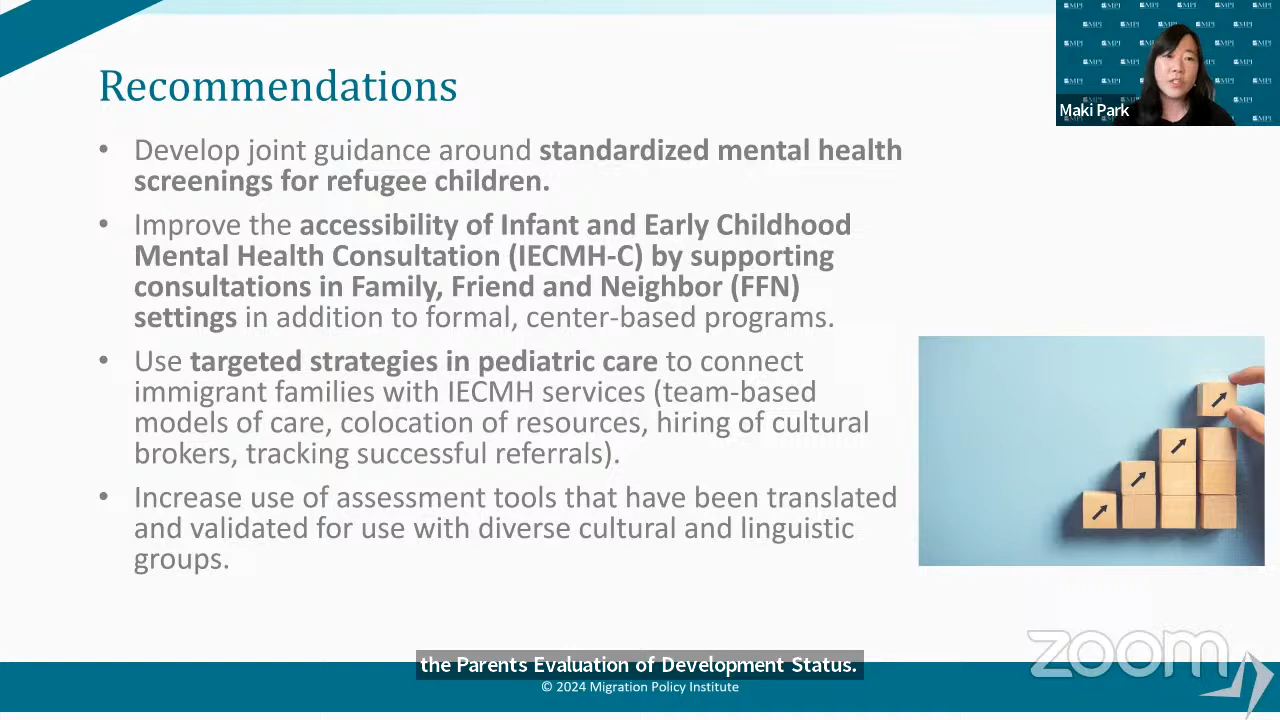 Recommendations
• Develop joint guidance around standardized mental health
screenings for refugee children.
• Improve the accessibility of Infant and Early Childhood
Mental Health Consultation (IECMH-C) by supporting
consultations in Family, Friend and Neighbor (FFN)
settings in addition to formal, center-based programs.
• Use targeted strategies in pediatric care to connect
immigrant families with IECMH services (team-based
models of care, colocation of resources, hiring of cultural
brokers, tracking successful referrals).
• Increase use of assessment tools that have been translated
and validated for use with diverse cultural and linguistic
groups.
MPI
Maki Park
zoom
the Parents Evaluation of Development Status.
© 2024 Migration Policy Institute